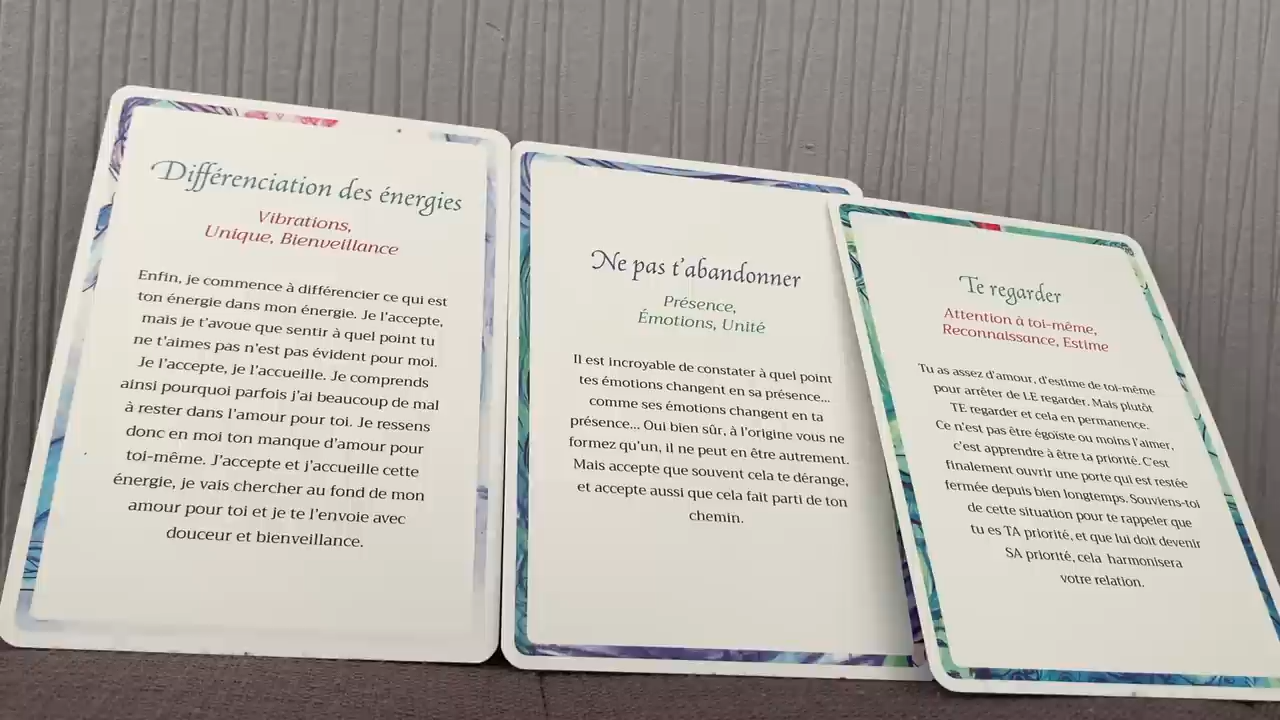 Différenciation des énergies
Vibrations,
Unique, Bienveillance
Enfin, je commence à différencier ce qui est
ton énergie dans mon énergie. Je l'accepte,
mais je t'avoue que sentir à quel point tu
ne t'aimes pas n'est pas évident pour moi.
Je l'accepte, je l'accueille. Je comprends
ainsi pourquoi parfois j'ai beaucoup de mal
à rester dans l'amour pour toi. Je ressens
donc en moi ton manque d'amour pour
toi-même. J'accepte et j'accueille cette
énergie, je vais chercher au fond de mon
amour pour toi et je te l'envoie avec
douceur et bienveillance.
Ne pas t'abandonner
Présence,
Émotions, Unité
Il est incroyable de constater à quel point
tes émotions changent en sa présence...
comme ses émotions changent en ta
présence... Oui bien sûr, à l'origine vous ne
formez qu'un, il ne peut en être autrement.
Mais accepte que souvent cela te dérange,
et accepte aussi que cela fait parti de ton
chemin.
Te regarder
Attention à toi-même,
Reconnaissance, Estime
Tu as assez d'amour, d'estime de toi-même
pour arrêter de LE regarder. Mais plutôt
TE regarder et cela en permanence.
Ce n'est pas être égoïste ou moins l'aimer,
c'est apprendre à être ta priorité. C'est
finalement ouvrir une porte qui est restée
fermée depuis bien longtemps. Souviens-toi
de cette situation pour te rappeler que
tu es TA priorité, et que lui doit devenir
SA priorité, cela harmonisera
votre relation.